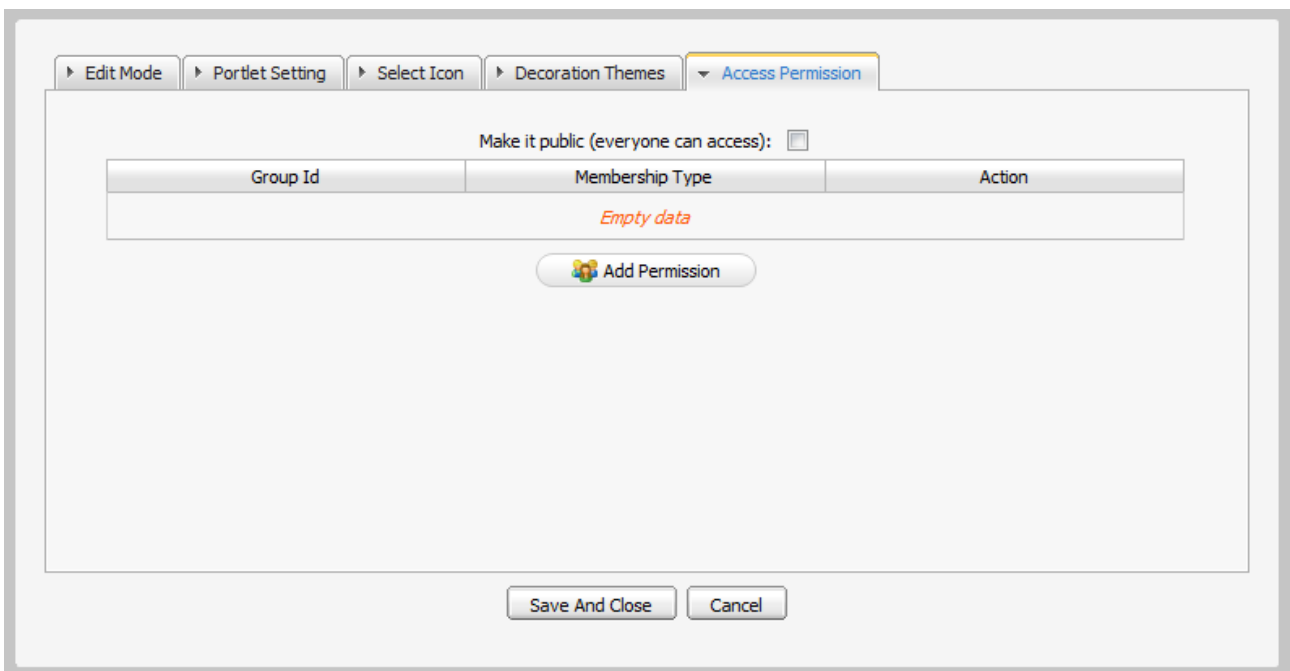 Edit Mode Portlet Setting Select Icon Decoration Themes Access Permission
Make it public (everyone can access):
Group Id Membership Type Action
Empty data
Add Permission
Save And Close Cancel